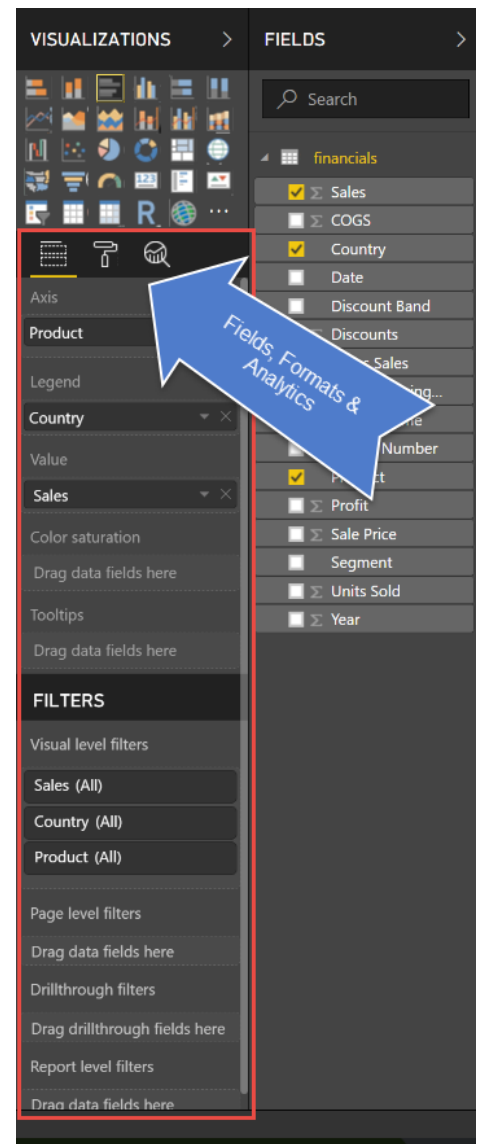 VISUALIZATIONS
FIELDS
Search
123
R
financials
Sales
COGS
Country
Date
Discount Band
Discounts
Sales
Number
Profit
Sale Price
Segment
Units Sold
Year
Axis
Product
Legend
Country
Value
Sales
Color saturation
Drag data fields here
Tooltips
Drag data fields here
Fields, Formats &
Analytics
FILTERS
Visual level filters
Sales (All)
Country (All)
Product (All)
Page level filters
Drag data fields here
Drillthrough filters
Drag drillthrough fields here
Report level filters
Drag data fields here